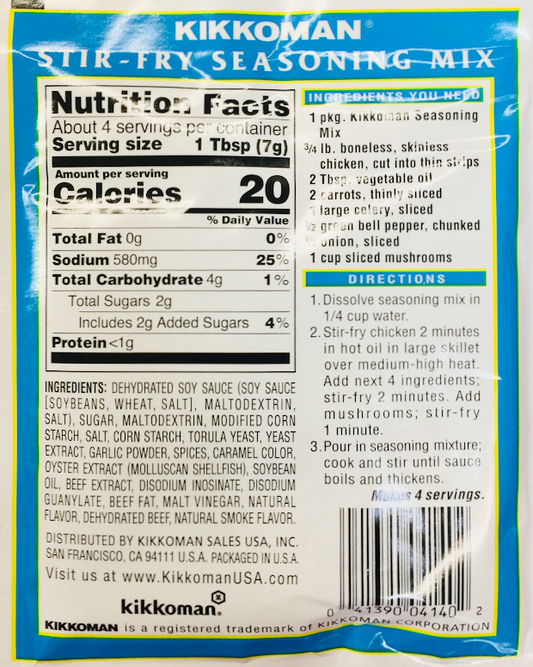 KIKKOMAN®
STIR-FRY SEASONING MIX
Nutrition Facts
About 4 servings per container
Serving size 1 Tbsp (7g)
Amount per serving
Calories 20
% Daily Value
Total Fat 0g 0%
Sodium 580mg 25%
Total Carbohydrate 4g 1%
Total Sugars 2g
Includes 2g Added Sugars 4%
Protein <1g
INGREDIENTS: DEHYDRATED SOY SAUCE (SOY SAUCE
[SOYBEANS, WHEAT, SALT], MALTODEXTRIN,
SALT), SUGAR, MALTODEXTRIN, MODIFIED CORN
STARCH, SALT, CORN STARCH, TORULA YEAST, YEAST
EXTRACT, GARLIC POWDER, SPICES, CARAMEL COLOR,
OYSTER EXTRACT (MOLLUSCAN SHELLFISH), SOYBEAN
OIL, BEEF EXTRACT, DISODIUM INOSINATE, DISODIUM
GUANYLATE, BEEF FAT, MALT VINEGAR, NATURAL
FLAVOR, DEHYDRATED BEEF, NATURAL SMOKE FLAVOR.
DISTRIBUTED BY KIKKOMAN SALES USA, INC.
SAN FRANCISCO, CA 94111 U.S.A. PACKAGED IN U.S.A.
Visit us at www.KikkomanUSA.com
kikkoman®
INGREDIENTS YOU NEED
1 pkg. Kikkoman Seasoning
Mix
3/4 lb. boneless, skinless
chicken, cut into thin strips
2 Tbsp. vegetable oil
2 carrots, thinly sliced
1 large celery, sliced
1/2 green bell pepper, chunked
onion, sliced
1 cup sliced mushrooms
DIRECTIONS
1. Dissolve seasoning mix in
1/4 cup water.
2. Stir-fry chicken 2 minutes
in hot oil in large skillet
over medium-high heat.
Add next 4 ingredients;
stir-fry 2 minutes. Add
mushrooms; stir-fry
1 minute.
3. Pour in seasoning mixture;
cook and stir until sauce
boils and thickens.
Makes 4 servings.
0 41390 04140 2
KIKKOMAN is a registered trademark of KIKKOMAN CORPORATION